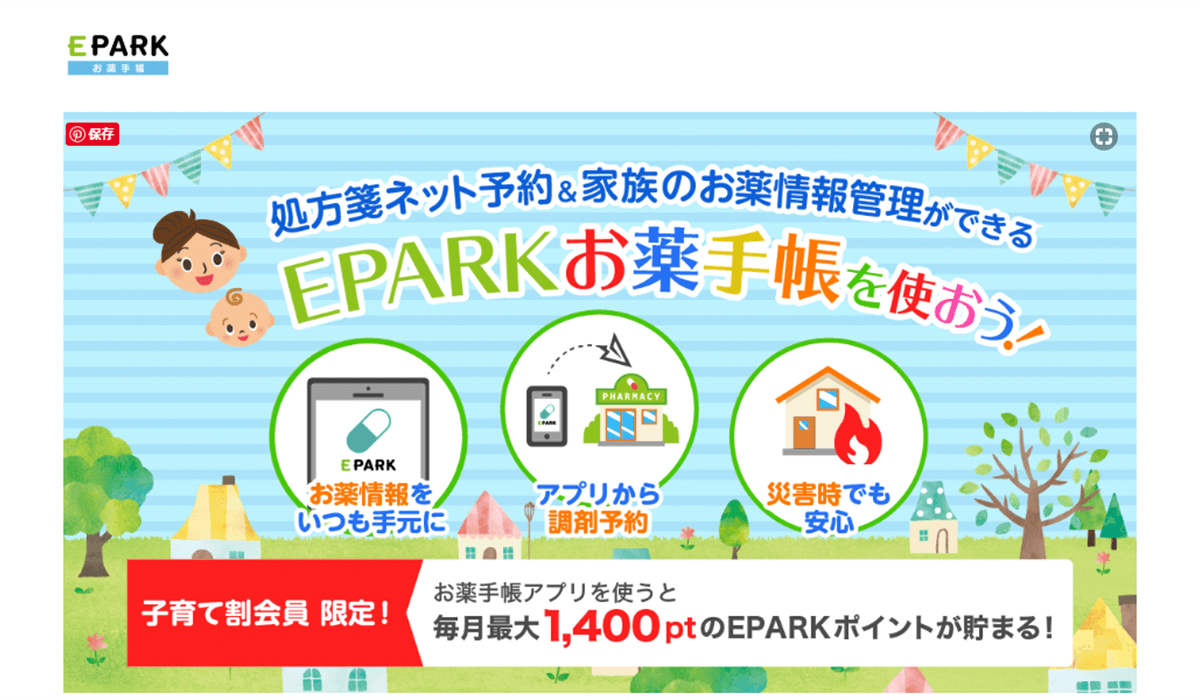 EPARK
お薬手帳
保存
処方箋ネット予約&家族のお薬情報管理ができる
EPARKお薬手帳を使おう!
EPARK
お薬情報を
いつも手元に
EPARK
PHARMACY
アプリから
調剤予約
災害時でも
安心
子育て割会員 限定!
お薬手帳アプリを使うと
毎月最大1,400ptのEPARKポイントが貯まる!